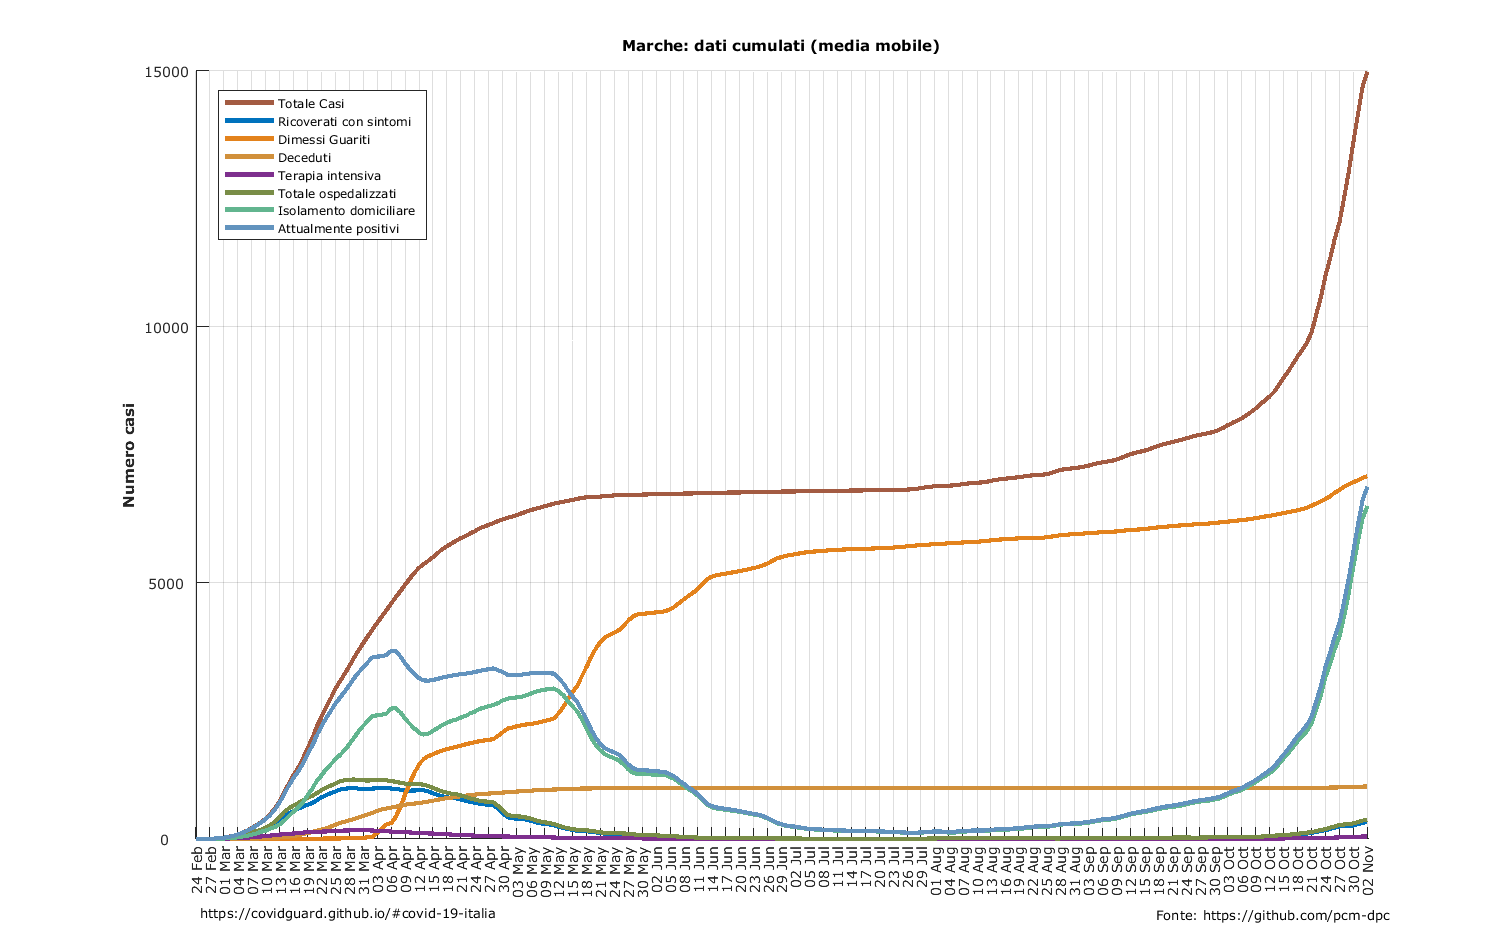 Marche: dati cumulati (media mobile)
15000
10000
5000
0
Numero casi
Totale Casi
Ricoverati con sintomi
Dimessi Guariti
Deceduti
Terapia intensiva
Totale ospedalizzati
Isolamento domiciliare
Attualmente positivi
24 Feb
27 Feb
01 Mar
04 Mar
07 Mar
10 Mar
13 Mar
16 Mar
19 Mar
22 Mar
25 Mar
28 Mar
31 Mar
03 Apr
06 Apr
09 Apr
12 Apr
15 Apr
18 Apr
21 Apr
24 Apr
27 Apr
30 Apr
03 May
06 May
09 May
12 May
15 May
18 May
21 May
24 May
27 May
30 May
02 Jun
05 Jun
08 Jun
11 Jun
14 Jun
17 Jun
20 Jun
23 Jun
26 Jun
29 Jun
02 Jul
05 Jul
08 Jul
11 Jul
14 Jul
17 Jul
20 Jul
23 Jul
26 Jul
29 Jul
01 Aug
04 Aug
07 Aug
10 Aug
13 Aug
16 Aug
19 Aug
22 Aug
25 Aug
28 Aug
31 Aug
03 Sep
06 Sep
09 Sep
12 Sep
15 Sep
18 Sep
21 Sep
24 Sep
27 Sep
30 Sep
03 Oct
06 Oct
09 Oct
12 Oct
15 Oct
18 Oct
21 Oct
24 Oct
27 Oct
30 Oct
02 Nov
https://covidguard.github.io/#covid-19-italia
Fonte: https://github.com/pcm-dpc